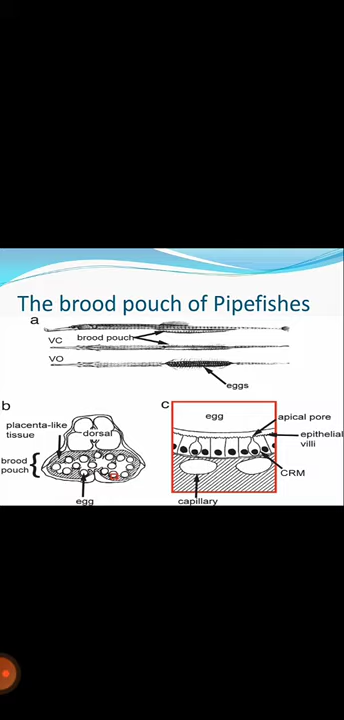 The brood pouch of Pipefishes
a
VC
brood pouch
VO
eggs
b
placenta-like
tissue
dorsal
brood
pouch
egg
c
egg
apical pore
epithelial
villi
CRM
capillary